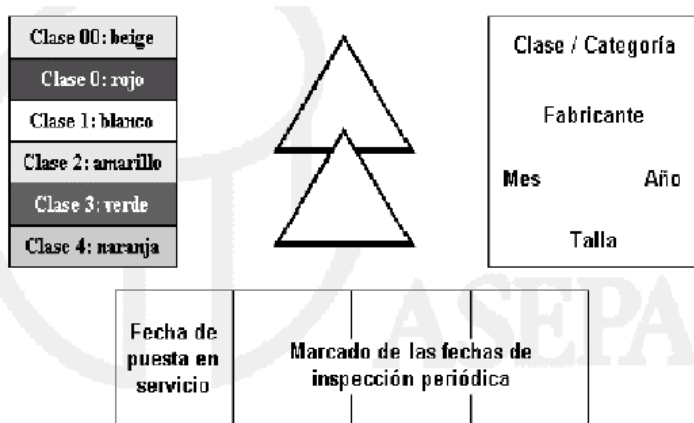 Clase 00: beige
Clase 0: rojo
Clase 1: blanco
Clase 2: amarillo
Clase 3: verde
Clase 4: naranja
Clase / Categoría
Fabricante
Mes Año
Talla
Fecha de
puesta en
servicio
Marcado de las fechas de
inspección periódica
ASEPA